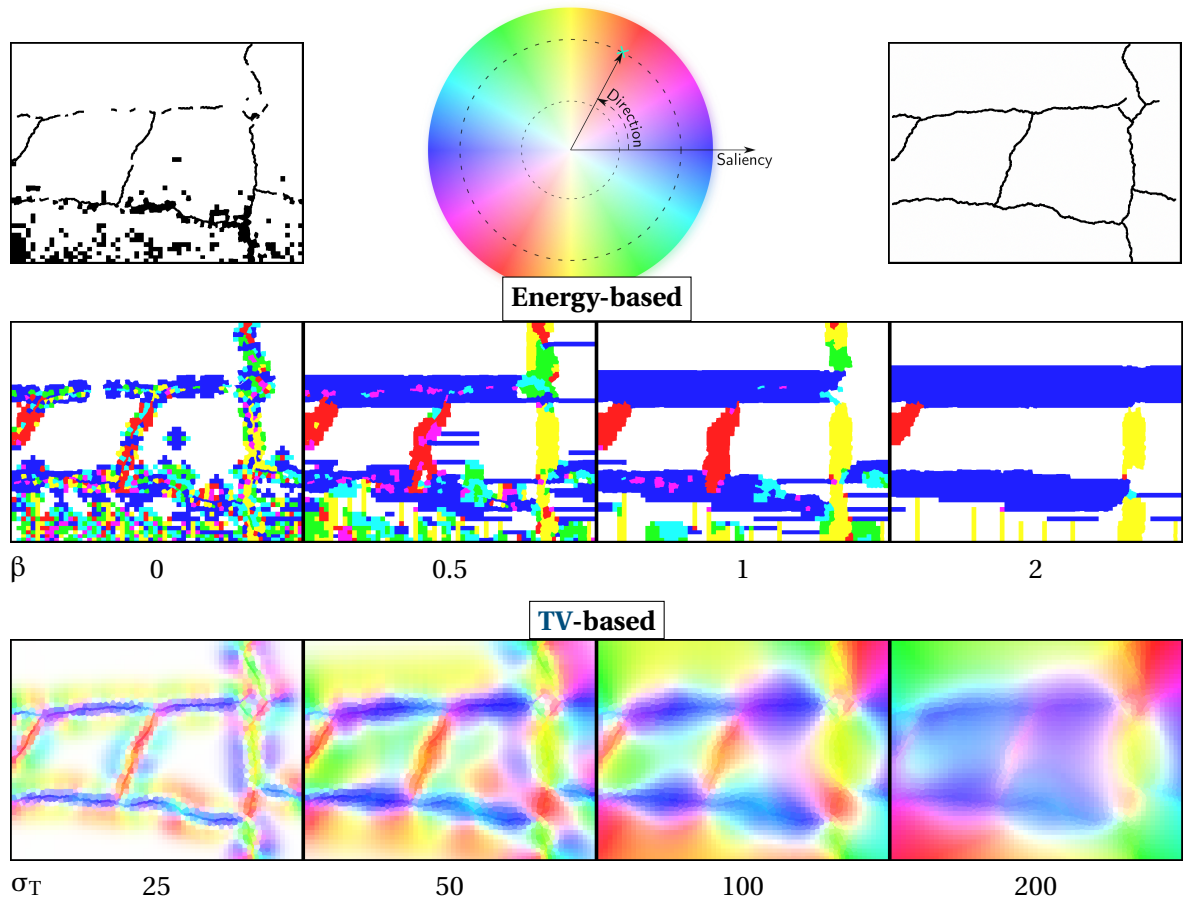 Direction
Saliency
Energy-based
β 0 0.5 1 2
TV-based
σT 25 50 100 200